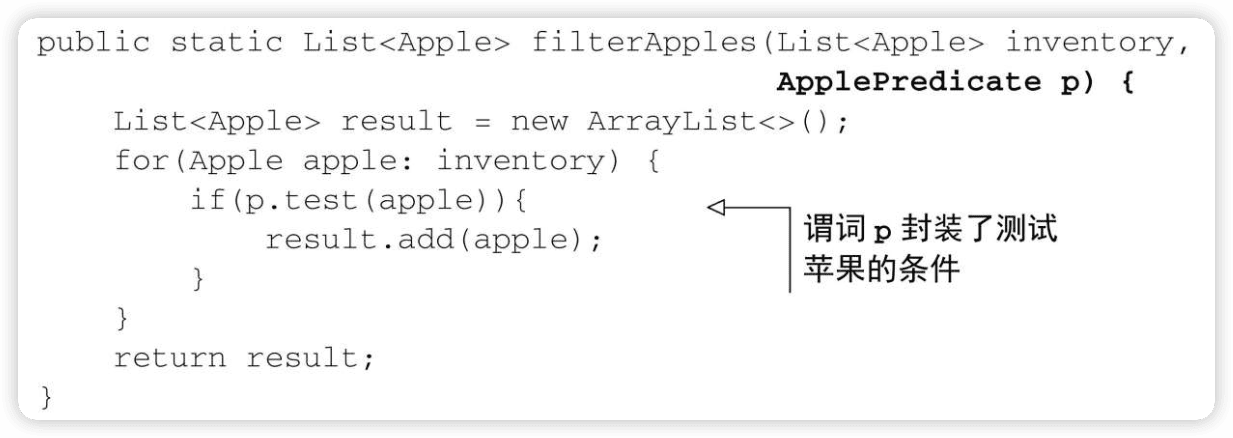 public static List<Apple> filterApples(List<Apple> inventory,
ApplePredicate p) {
List<Apple> result = new ArrayList<>();
for(Apple apple: inventory) {
if(p.test(apple)){
result.add(apple);
}
}
return result;
}
谓词 p 封装了测试
苹果的条件